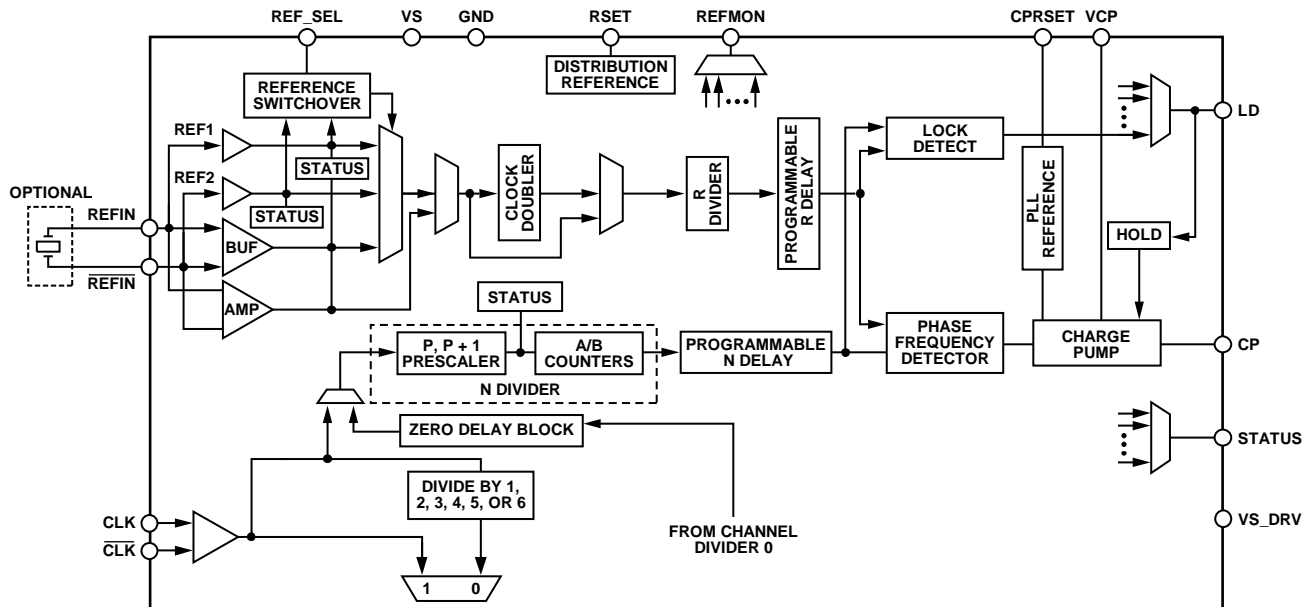 REF_SEL
VS
GND
RSET
REFMON
CPRSET
VCP
REFERENCE
SWITCHOVER
DISTRIBUTION
REFERENCE
REF1
STATUS
REF2
STATUS
OPTIONAL
REFIN
REFIN
BUF
AMP
CLOCK
DOUBLER
R
DIVIDER
PROGRAMMABLE
R DELAY
LOCK
DETECT
PLL
REFERENCE
LD
HOLD
STATUS
P, P + 1
PRESCALER
A/B
COUNTERS
N DIVIDER
PROGRAMMABLE
N DELAY
PHASE
FREQUENCY
DETECTOR
CHARGE
PUMP
CP
ZERO DELAY BLOCK
STATUS
DIVIDE BY 1,
2, 3, 4, 5, OR 6
CLK
CLK
FROM CHANNEL
DIVIDER 0
VS_DRV
1 0